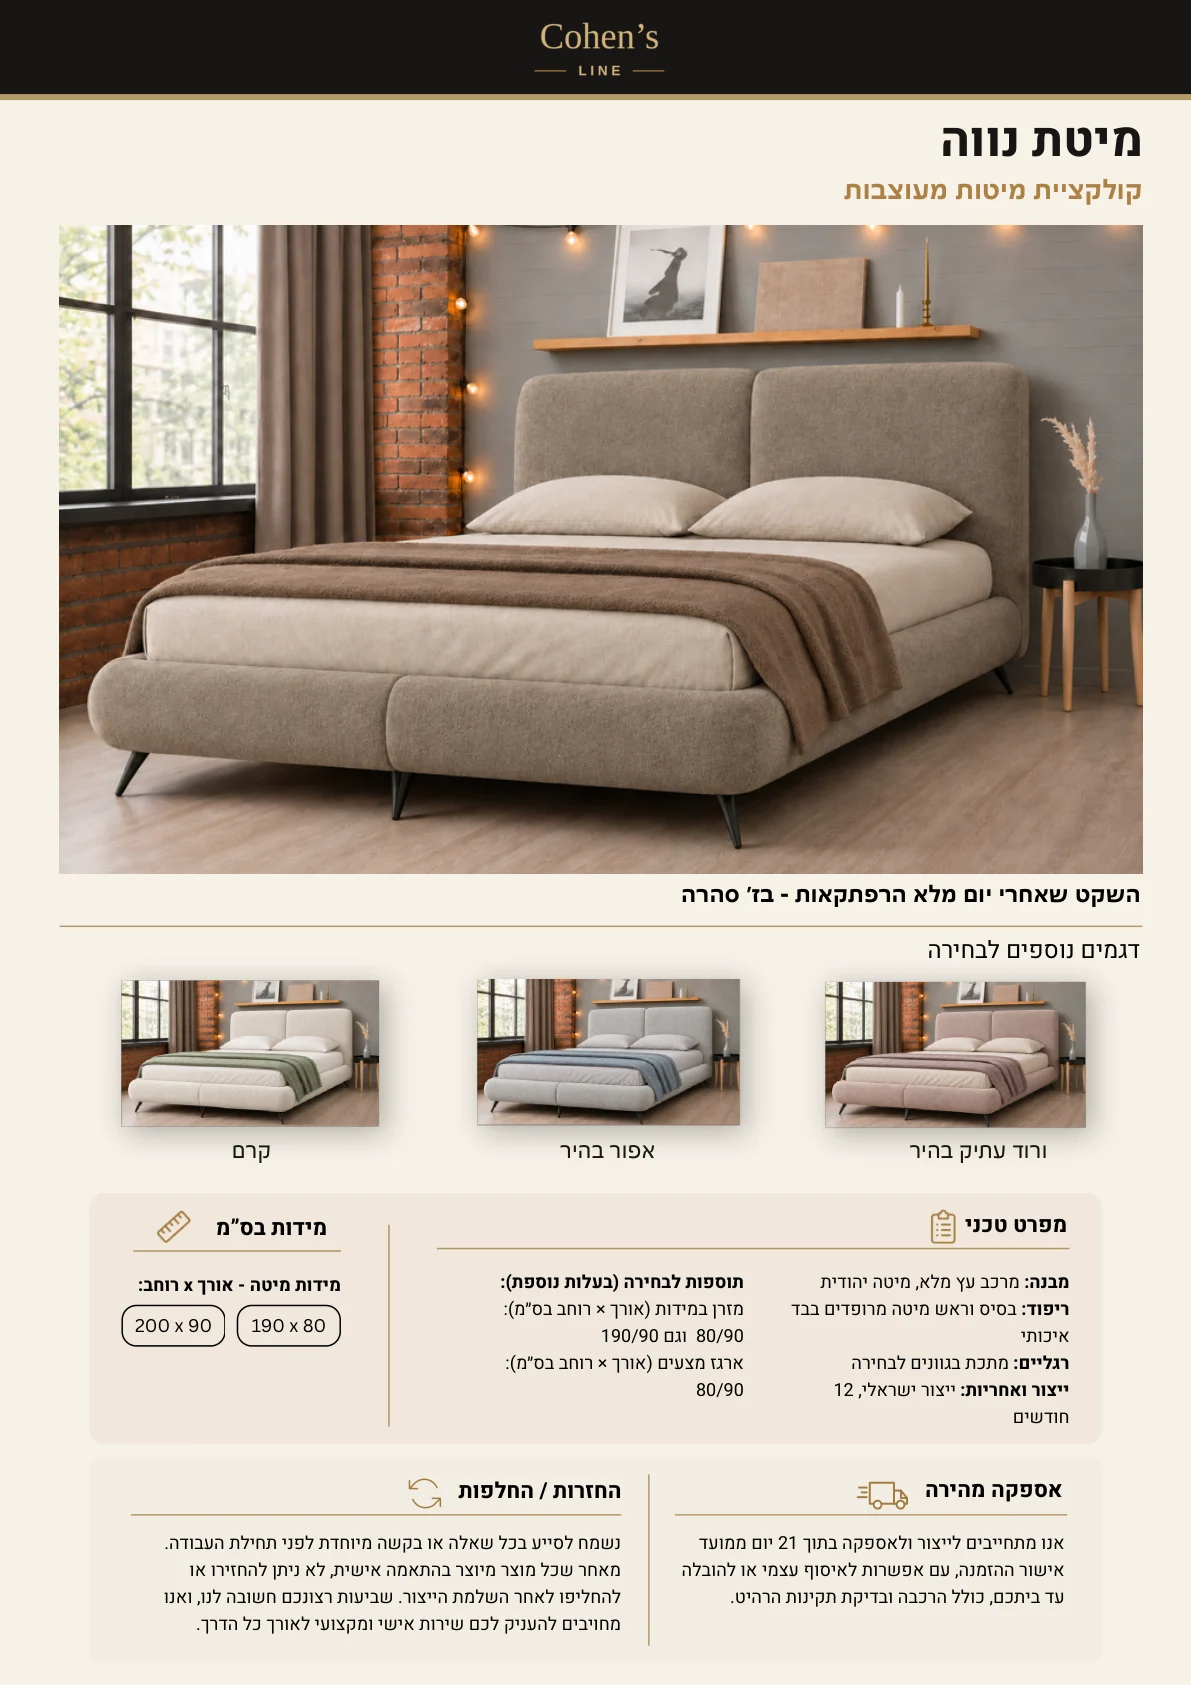 Cohen’s
LINE
מיטת נווה
קולקציית מיטות מעוצבות
השקט שאחרי יום מלא הרפתקאות - בז’ סהרה
דגמים נוספים לבחירה
ורוד עתיק בהיר
אפור בהיר
קרם
מפרט טכני
מבנה: מרכב עץ מלא, מיטה יהודית
ריפוד: בסיס וראש מיטה מרופדים בבד
איכותי
רגליים: מתכת בגוונים לבחירה
ייצור ואחריות: ייצור ישראלי, 12
חודשים
תוספות לבחירה (בעלות נוספת):
מזרן במידות (אורך × רוחב בס״מ):
80/90 וגם 190/90
ארגז מצעים (אורך × רוחב בס״מ):
80/90
מידות בס”מ
מידות מיטה - אורך x רוחב:
190 x 80
200 x 90
אספקה מהירה
אנו מתחייבים לייצור ולאספקה בתוך 21 יום ממועד
אישור ההזמנה, עם אפשרות לאיסוף עצמי או להובלה
עד ביתכם, כולל הרכבה ובדיקת תקינות הרהיט.
החזרות / החלפות
נשמח לסייע בכל שאלה או בקשה מיוחדת לפני תחילת העבודה.
מאחר שכל מוצר מיוצר בהתאמה אישית, לא ניתן להחזירו או
להחליפו לאחר השלמת הייצור. שביעות רצונכם חשובה לנו, ואנו
מחויבים להעניק לכם שירות אישי ומקצועי לאורך כל הדרך.